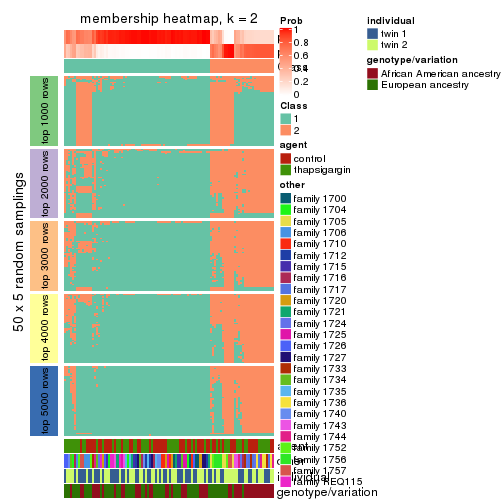 membership heatmap, k = 2
50 x 5 random samplings
top 1000 rows
top 2000 rows
top 3000 rows
top 4000 rows
top 5000 rows
Prob
1
0.8
0.6
0.4
0.2
0
Class
1
2
agent
control
thapsigargin
other
family 1700
family 1704
family 1705
family 1706
family 1710
family 1712
family 1715
family 1716
family 1717
family 1720
family 1721
family 1724
family 1725
family 1726
family 1727
family 1733
family 1734
family 1735
family 1736
family 1740
family 1743
family 1744
family 1752
family 1756
family 1757
family REQ115
individual
twin 1
twin 2
genotype/variation
African American ancestry
European ancestry
agent
other
individual
genotype/variation